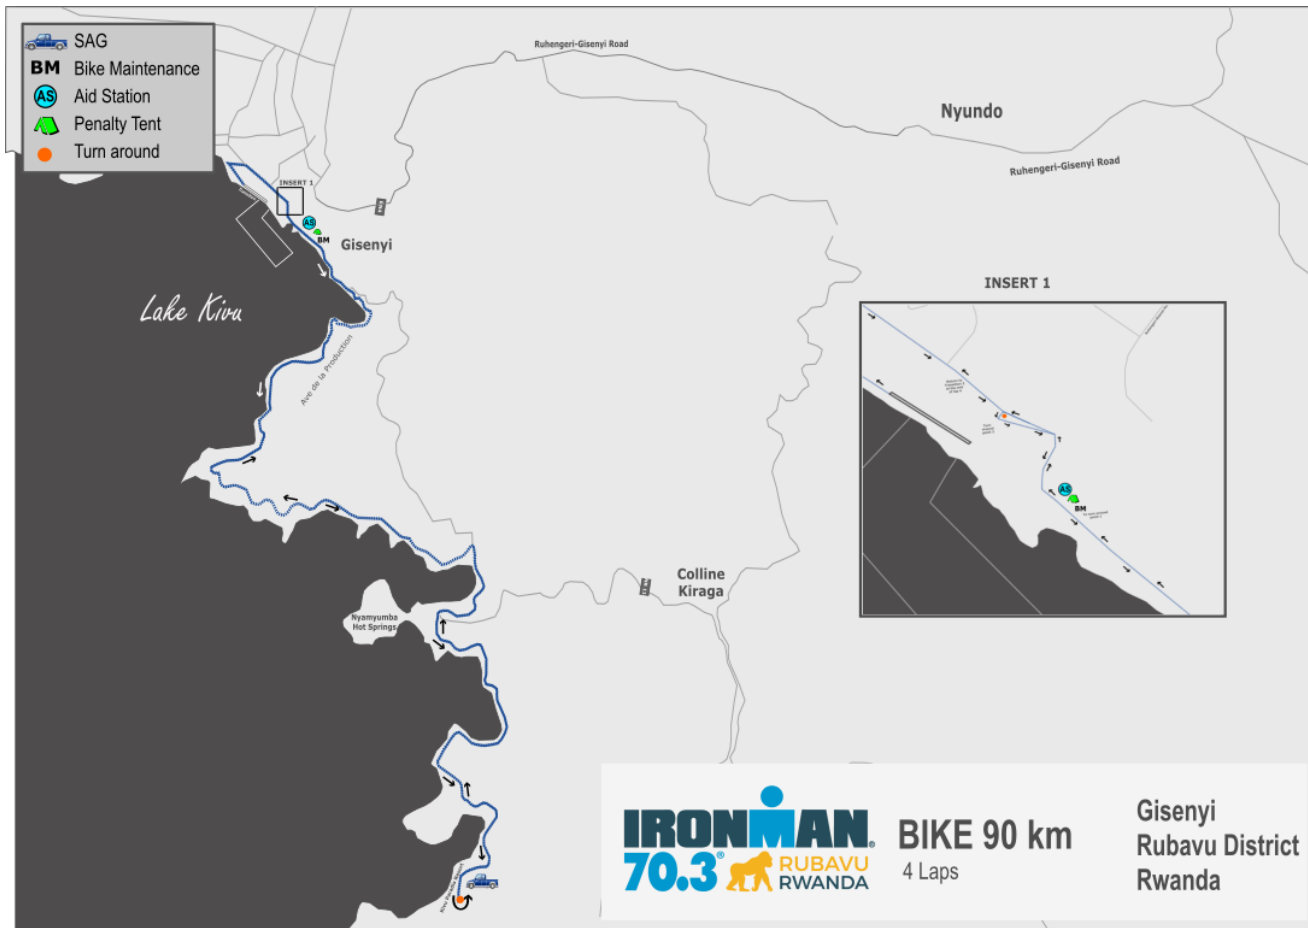 SAG
BM Bike Maintenance
AS Aid Station
Penalty Tent
Turn around
Ruhengeri-Gisenyi Road
Nyundo
Ruhengeri-Gisenyi Road
INSERT 1
AS
BM
Gisenyi
Lake Kivu
Ave de la Production
INSERT 1
AS
BM
Colline
Kiraga
Nyamyumba
Hot Springs
IRONMAN
70.3
RUBAVU
RWANDA
BIKE 90 km
4 Laps
Gisenyi
Rubavu District
Rwanda